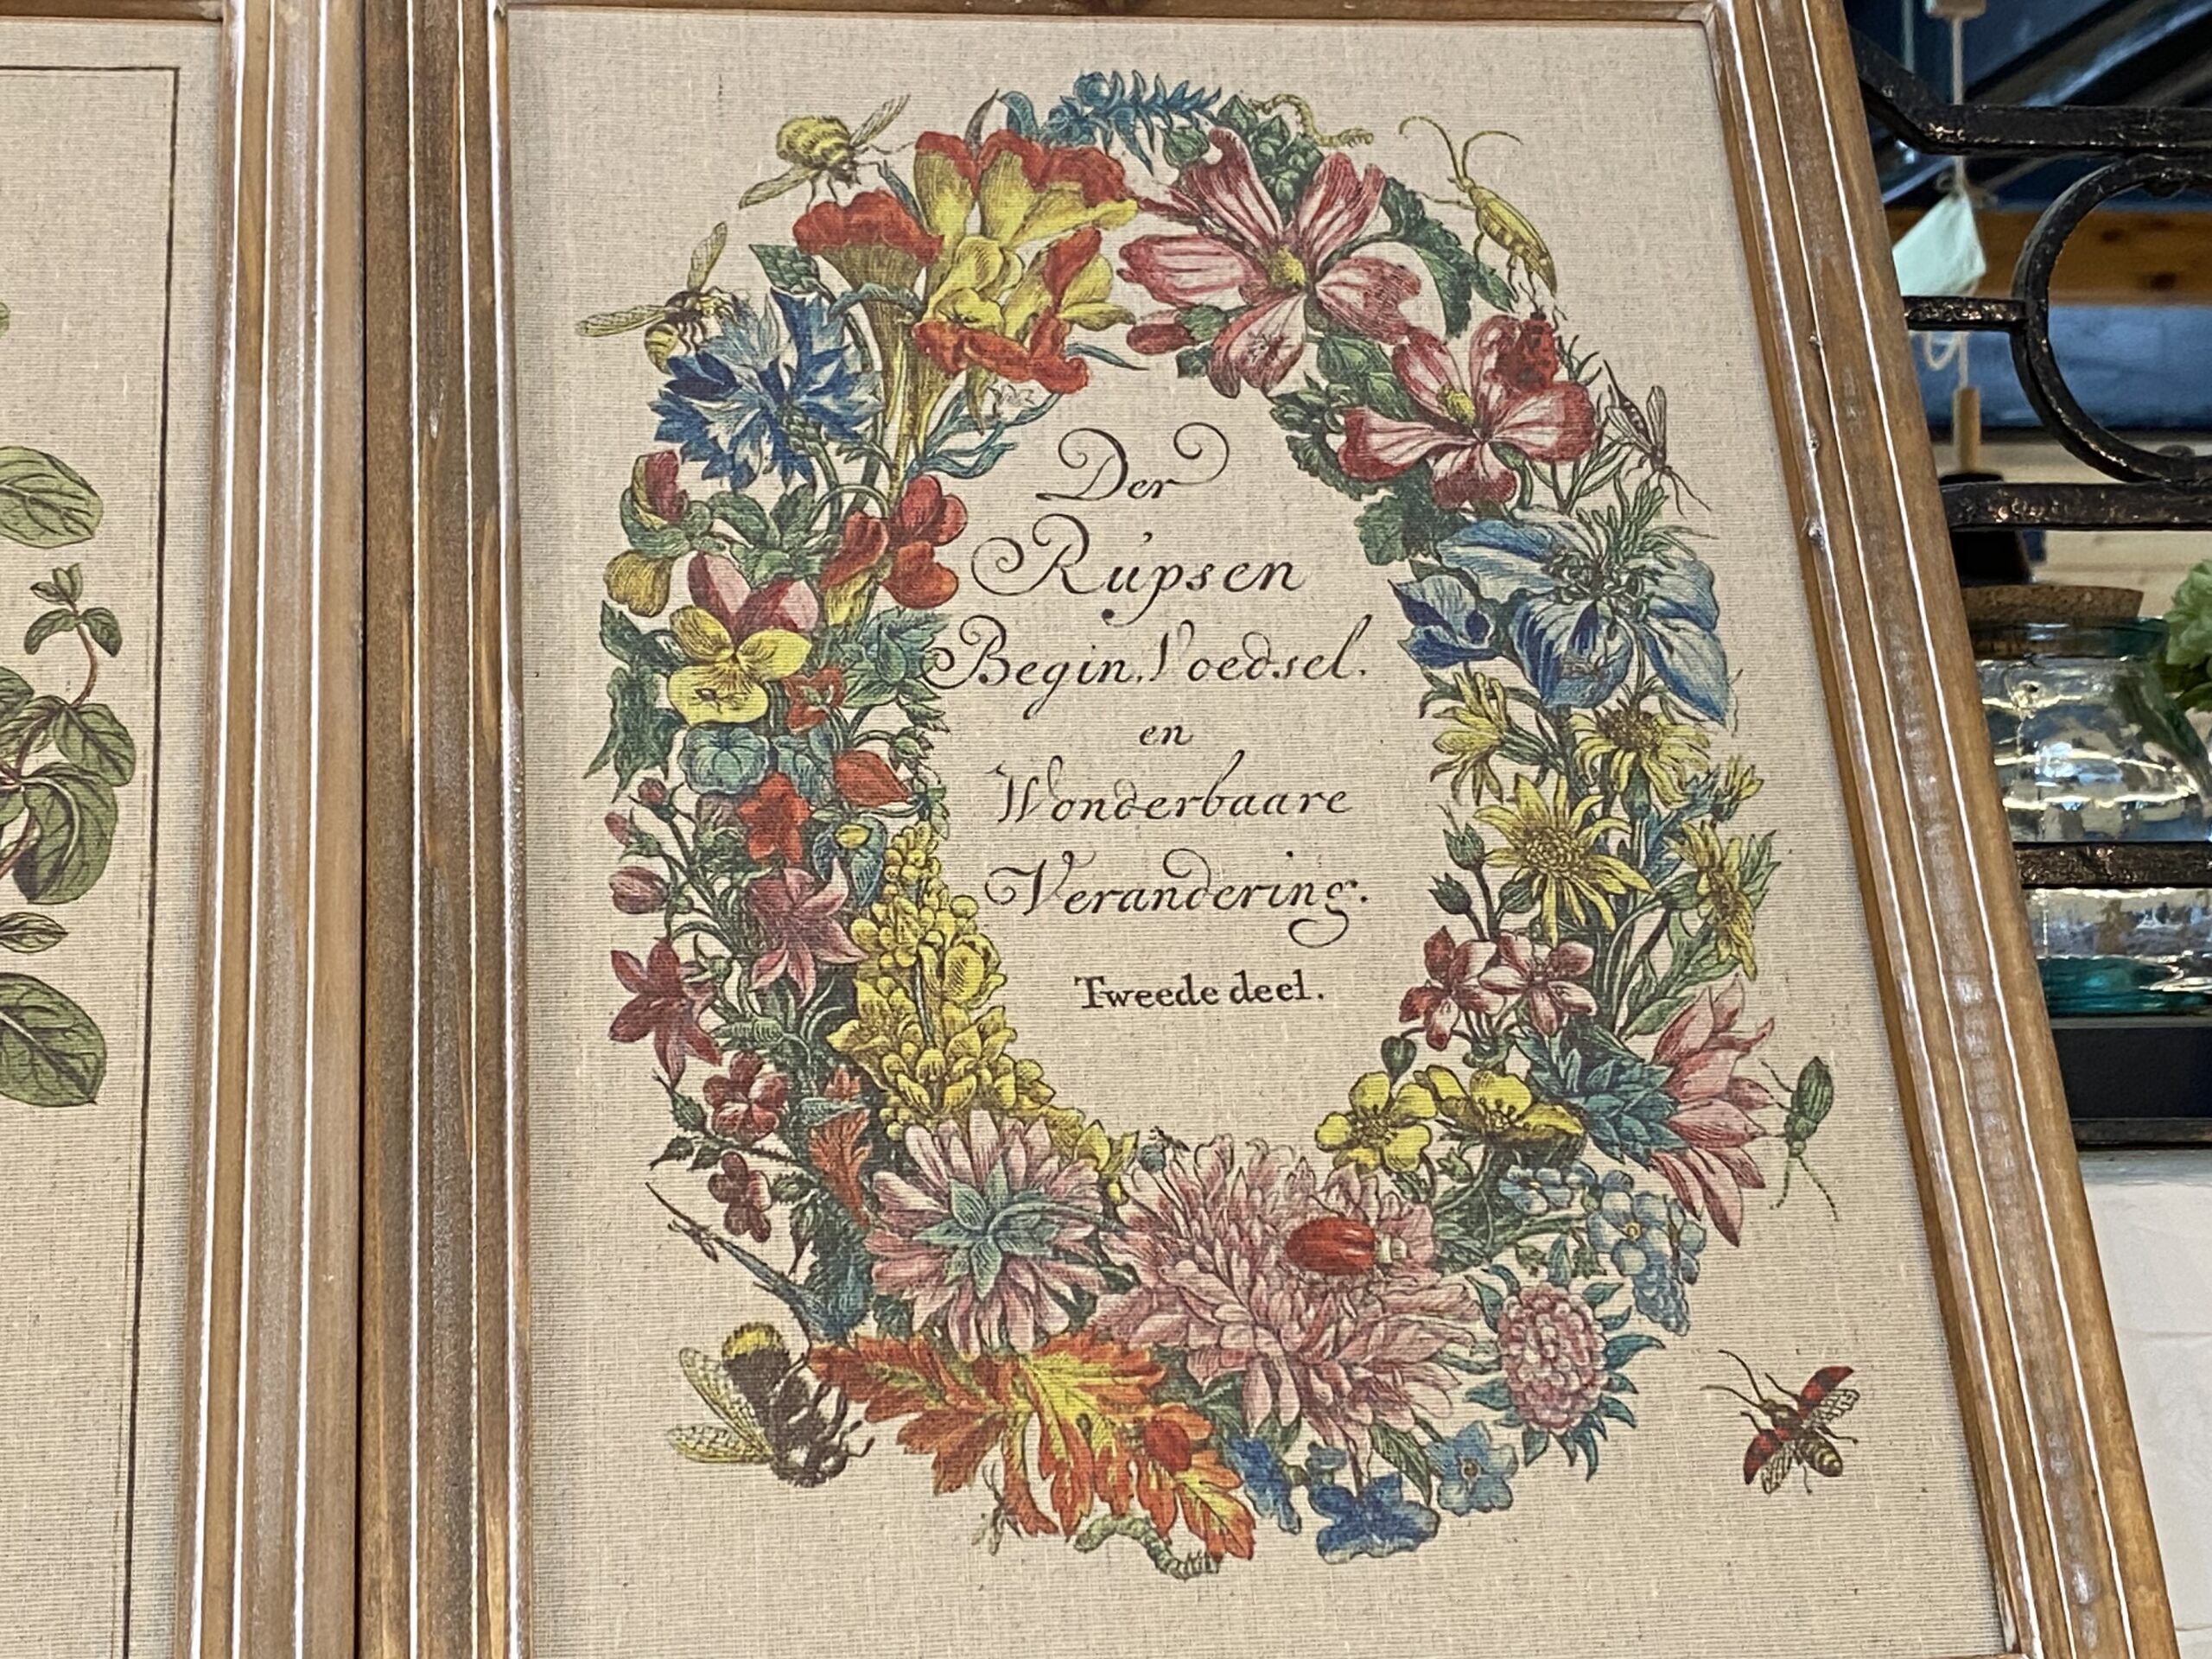 Der
Rupsen
Begin, Voedsel.
en
Wonderbaare
Verandering.
Tweede deel.